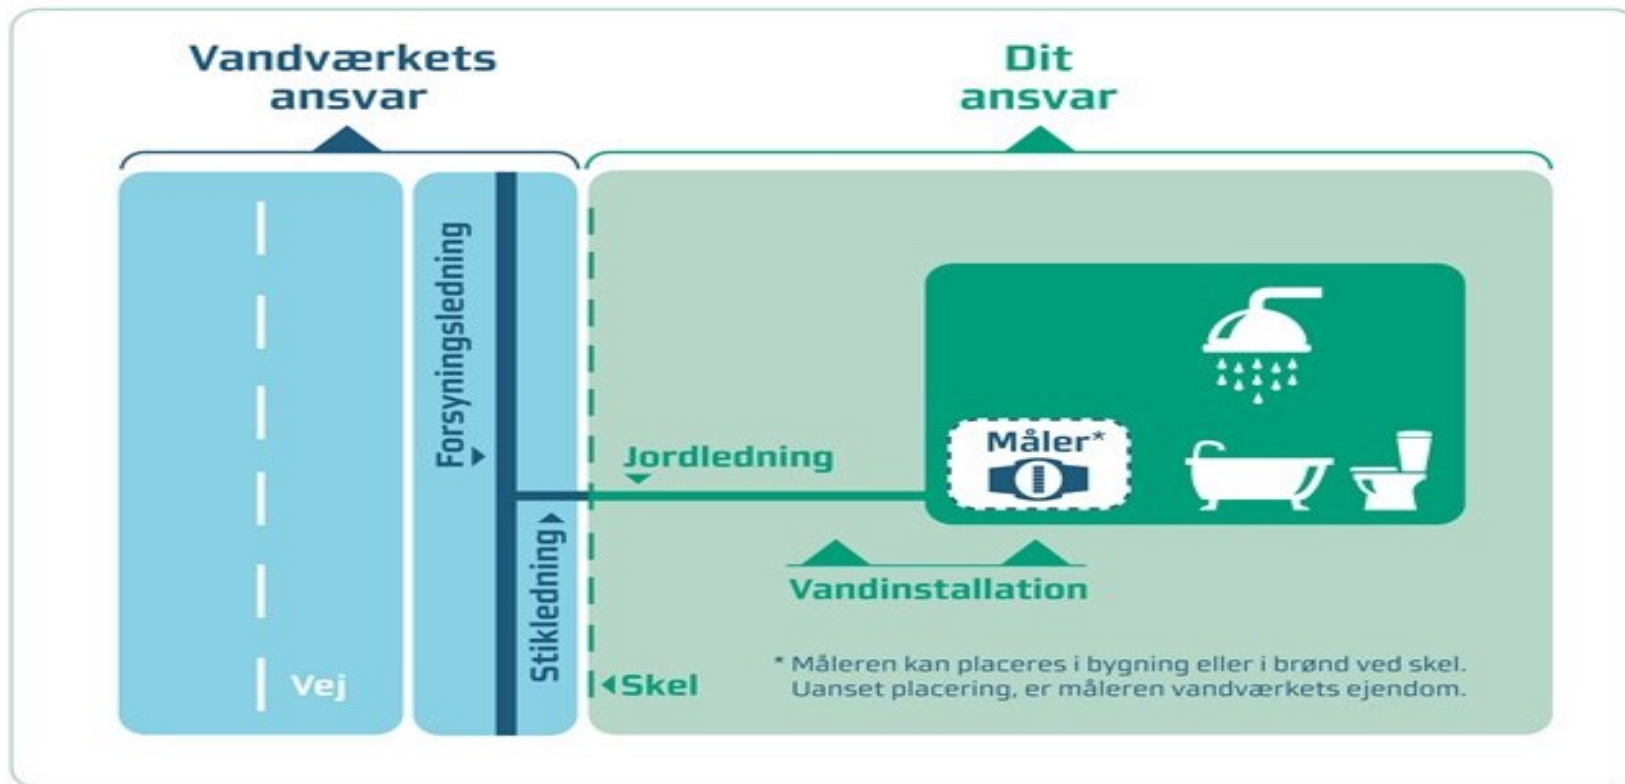 Vandværkets
ansvar
Dit
ansvar
Forsyningsledning
Stikledning
Vej
Jordledning
Måler*
Vandinstallation
Skel
* Måleren kan placeres i bygning eller i brønd ved skel.
Uanset placering, er måleren vandværkets ejendom.